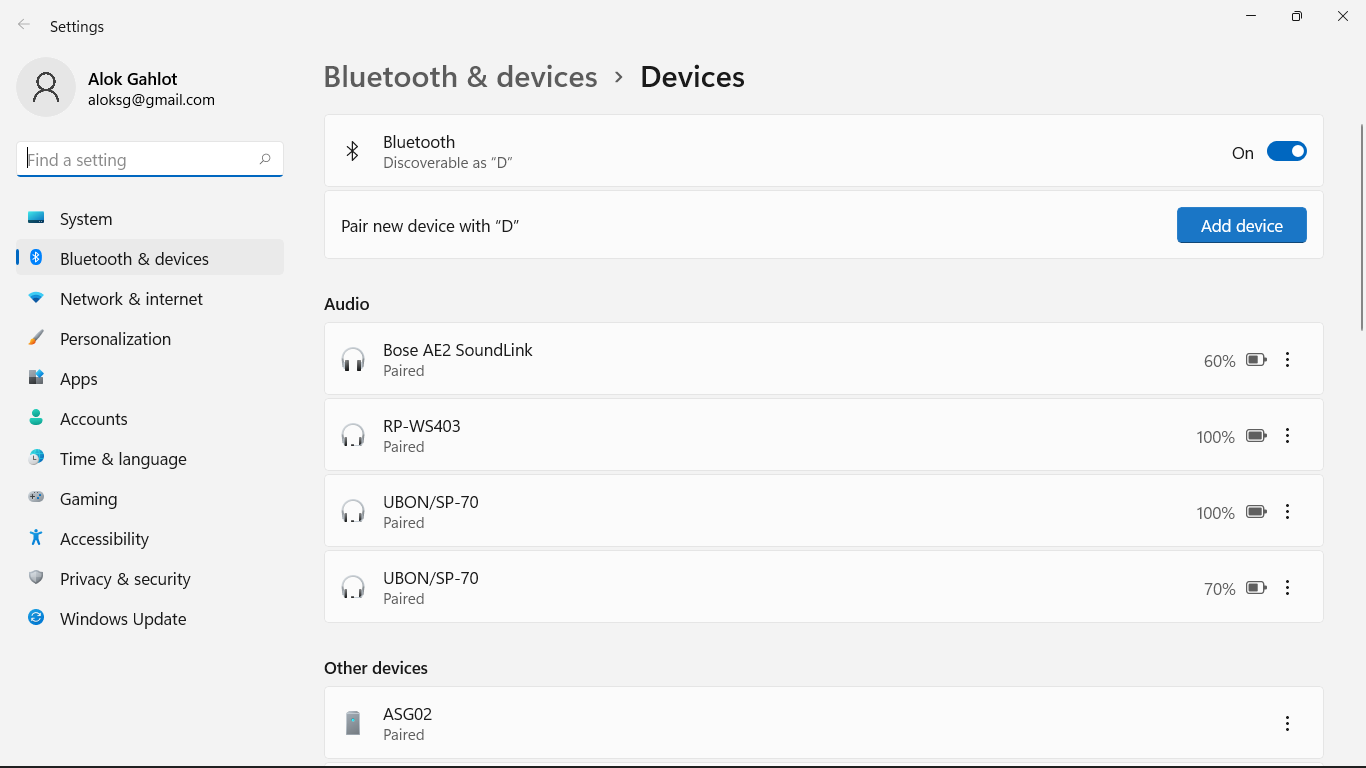 Settings
Alok Gahlot
aloksg@gmail.com
Find a setting
System
Bluetooth & devices
Network & internet
Personalization
Apps
Accounts
Time & language
Gaming
Accessibility
Privacy & security
Windows Update
Bluetooth & devices › Devices
Bluetooth
Discoverable as “D”
On
Pair new device with “D”
Add device
Audio
Bose AE2 SoundLink
Paired
60%
RP-WS403
Paired
100%
UBON/SP-70
Paired
100%
UBON/SP-70
Paired
70%
Other devices
ASG02
Paired